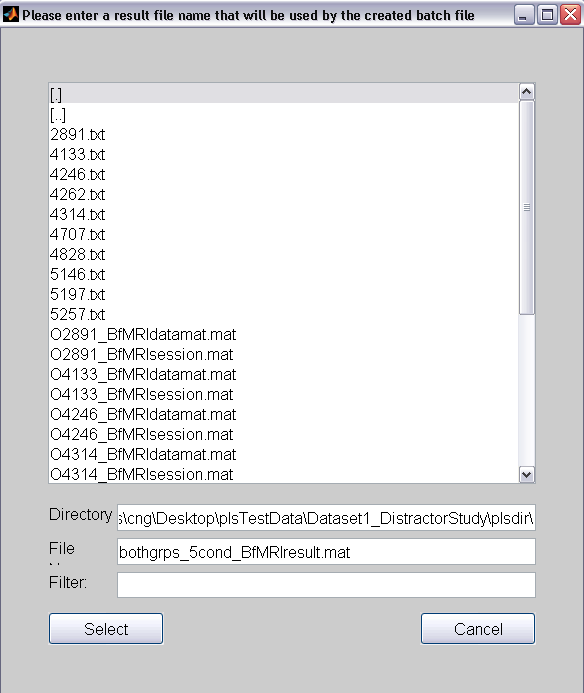 Please enter a result file name that will be used by the created batch file
[.]
[..]
2891.txt
4133.txt
4246.txt
4262.txt
4314.txt
4707.txt
4828.txt
5146.txt
5197.txt
5257.txt
O2891_BfMRIdatamat.mat
O2891_BfMRIsession.mat
O4133_BfMRIdatamat.mat
O4133_BfMRIsession.mat
O4246_BfMRIdatamat.mat
O4246_BfMRIsession.mat
O4314_BfMRIdatamat.mat
O4314_BfMRIsession.mat
Directory s\cng\Desktop\plsTestData\Dataset1_DistractorStudy\plsdir\
File bothgrps_5cond_BfMRIresult.mat
Filter:
Select Cancel